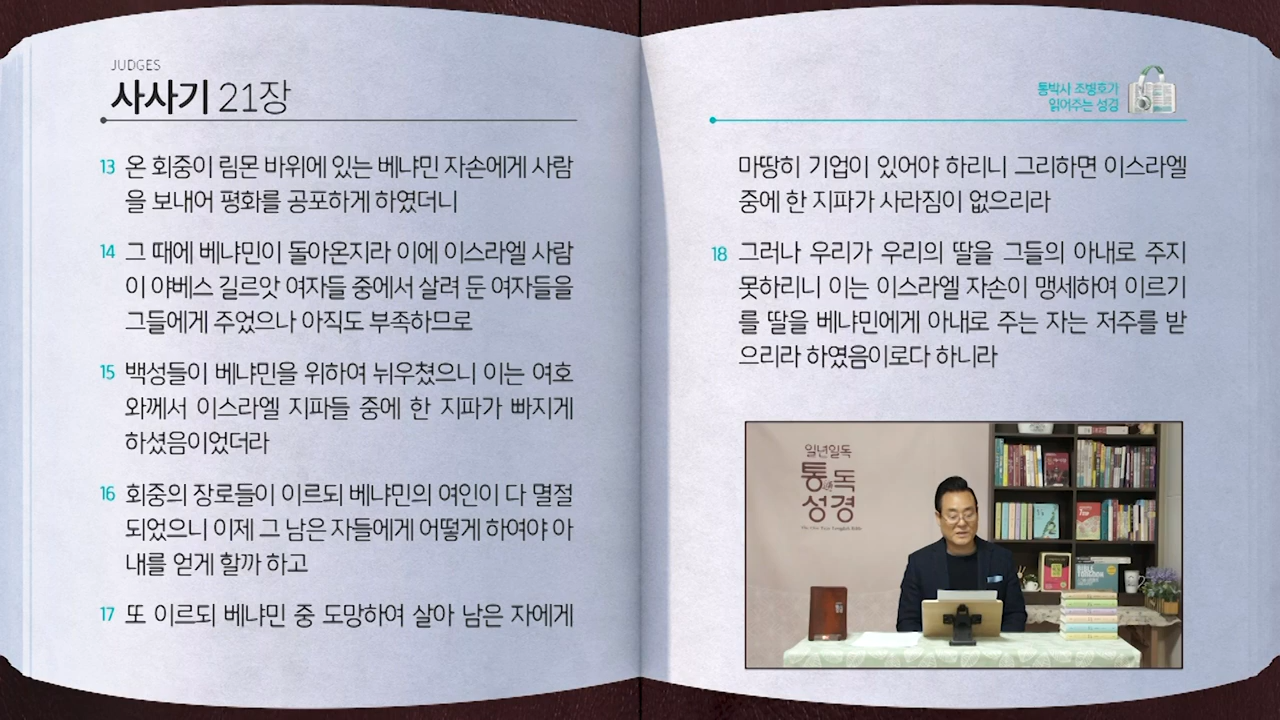 JUDGES
사사기 21장
13 온 회중이 림몬 바위에 있는 베냐민 자손에게 사람
을 보내어 평화를 공포하게 하였더니
14 그 때에 베냐민이 돌아온지라 이에 이스라엘 사람
이 야베스 길르앗 여자들 중에서 살려 둔 여자들을
그들에게 주었으나 아직도 부족하므로
15 백성들이 베냐민을 위하여 뉘우쳤으니 이는 여호
와께서 이스라엘 지파들 중에 한 지파가 빠지게
하셨음이었더라
16 회중의 장로들이 이르되 베냐민의 여인이 다 멸절
되었으니 이제 그 남은 자들에게 어떻게 하여야 아
내를 얻게 할까 하고
17 또 이르되 베냐민 중 도망하여 살아 남은 자에게
통박사 조병호가
읽어주는 성경
마땅히 기업이 있어야 하리니 그리하면 이스라엘
중에 한 지파가 사라짐이 없으리라
18 그러나 우리가 우리의 딸을 그들의 아내로 주지
못하리니 이는 이스라엘 자손이 맹세하여 이르기
를 딸을 베냐민에게 아내로 주는 자는 저주를 받
으리라 하였음이로다 하니라
일년일독
통독
성경